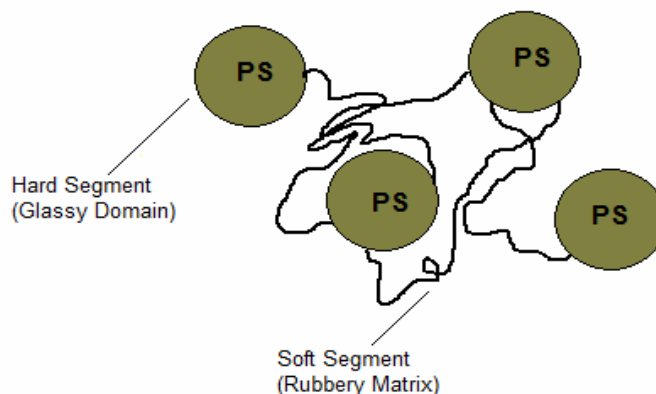 PS
PS
PS
PS
Hard Segment
(Glassy Domain)
Soft Segment
(Rubbery Matrix)